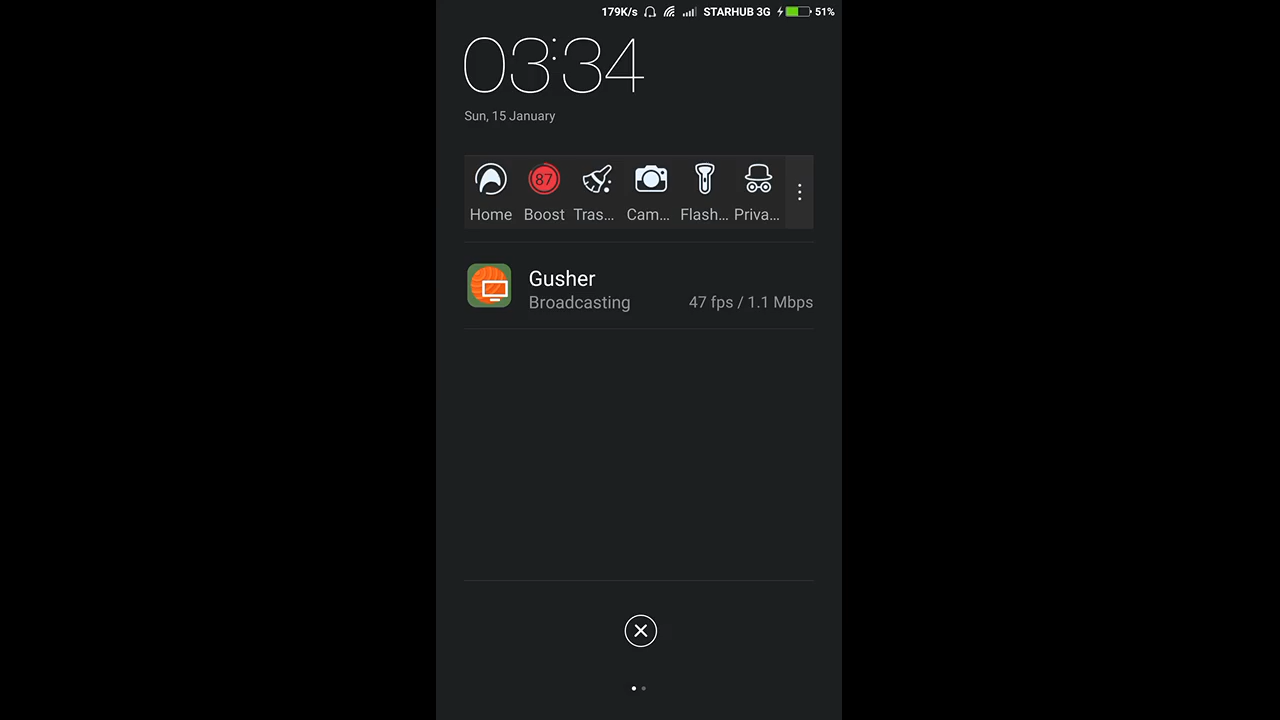 179K/s STARHUB 3G 51%
03:34
Sun, 15 January
87
Home Boost Tras... Cam... Flash... Priva...
Gusher
Broadcasting 47 fps / 1.1 Mbps